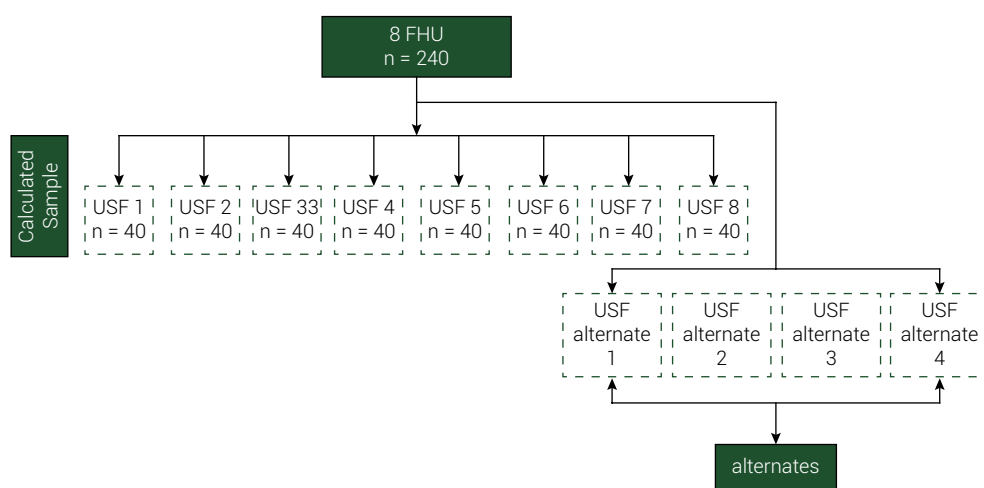 8 FHU
n = 240
Calculated
Sample
USF 1
n = 40
USF 2
n = 40
USF 33
n = 40
USF 4
n = 40
USF 5
n = 40
USF 6
n = 40
USF 7
n = 40
USF 8
n = 40
USF
alternate
1
USF
alternate
2
USF
alternate
3
USF
alternate
4
alternates